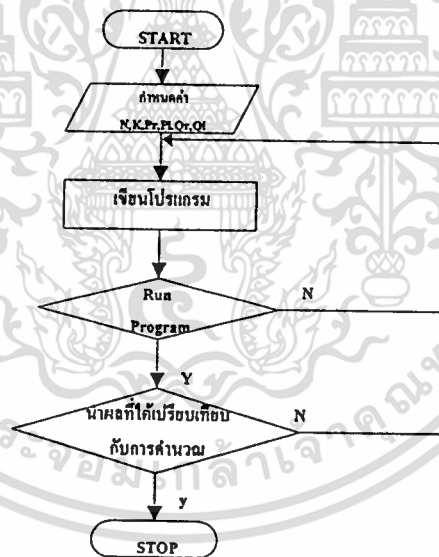 START
กำหนดค่า
N,K,Pr,Pi,Qr,Qi
เขียนโปรแกรม
Run
N
Program
Y
นำผลที่ได้เปรียบเทียบ
N
กับการคำนวณ
y
STOP